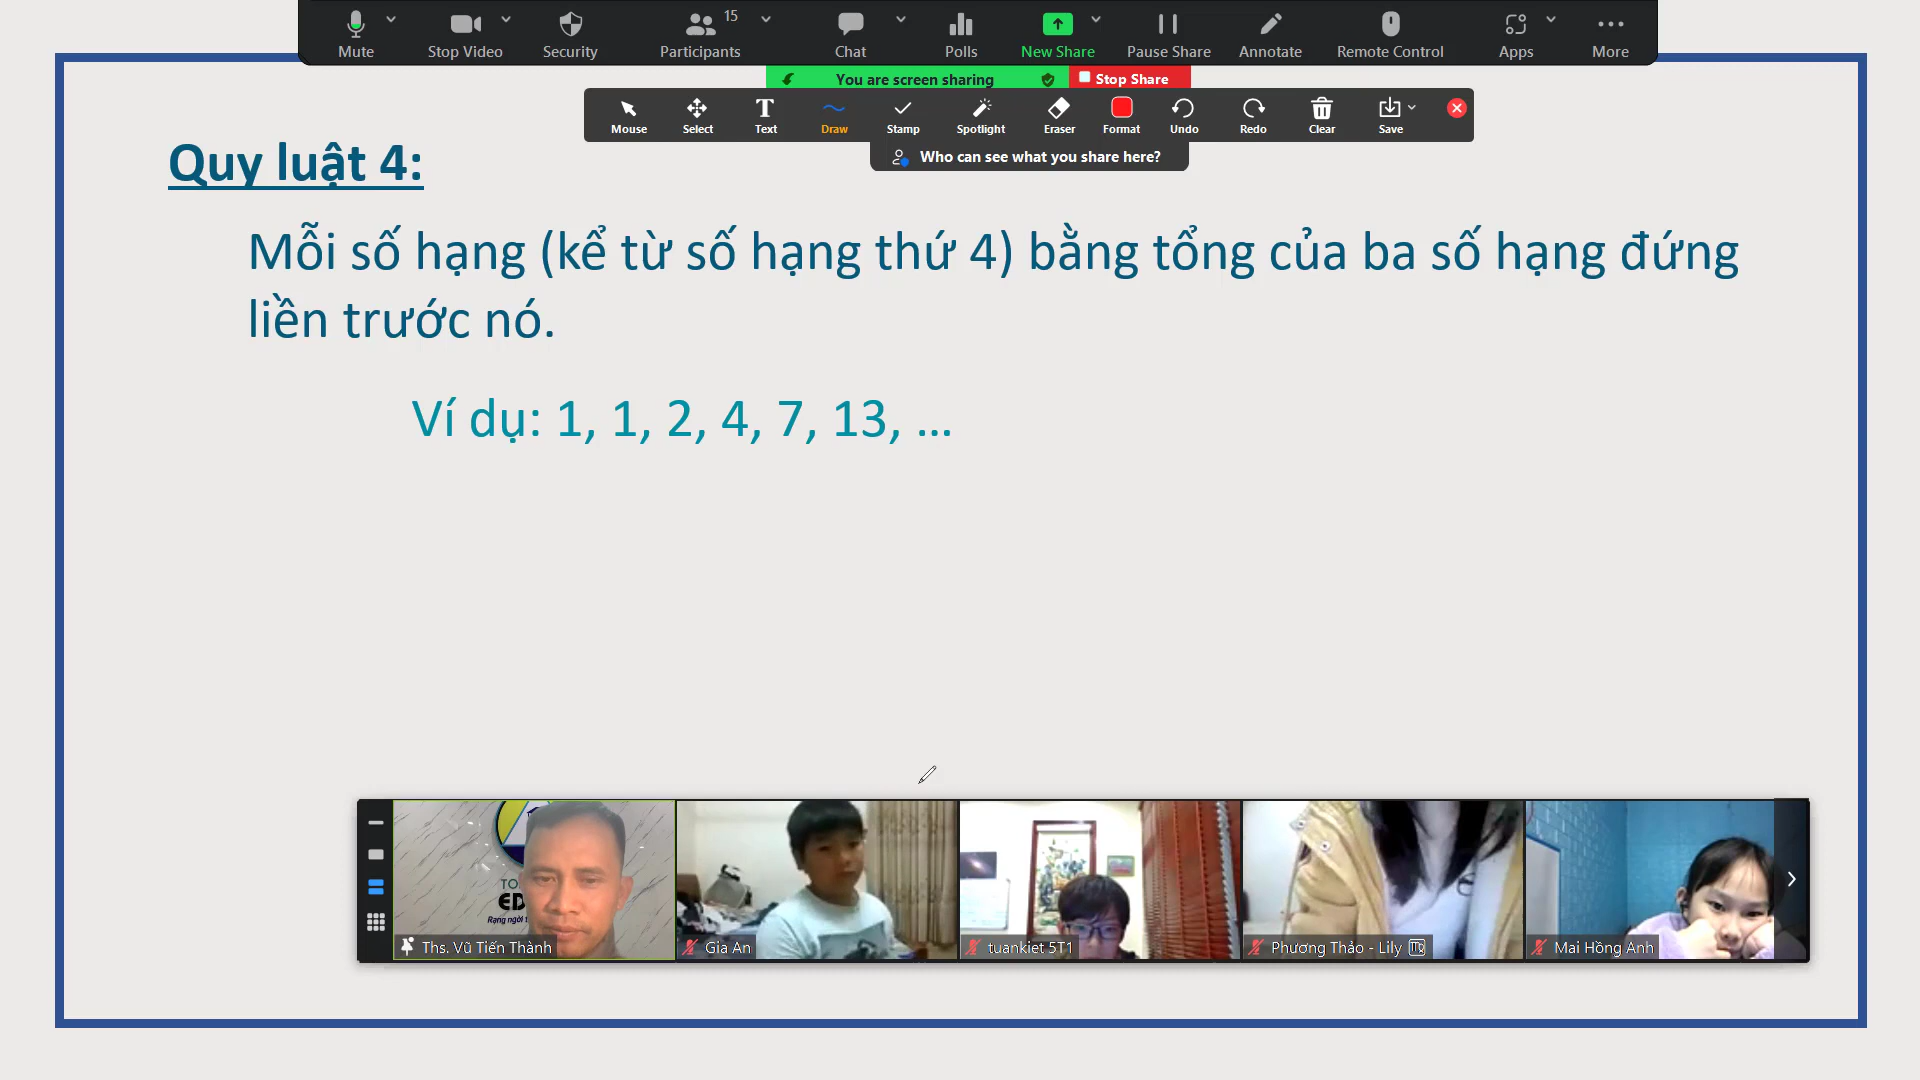 Mute
Stop Video
Security
Participants
15
Chat
Polls
New Share
Pause Share
Annotate
Remote Control
Apps
More
You are screen sharing
Stop Share
Mouse
Select
Text
Draw
Stamp
Spotlight
Eraser
Format
Undo
Redo
Clear
Save
Who can see what you share here?
Quy luật 4:
Mỗi số hạng (kể từ số hạng thứ 4) bằng tổng của ba số hạng đứng
liền trước nó.
Ví dụ: 1, 1, 2, 4, 7, 13, ...
Ths. Vũ Tiến Thành
Gia An
tuankiet 5T1
Phương Thảo - Lily ♍
Mai Hồng Anh